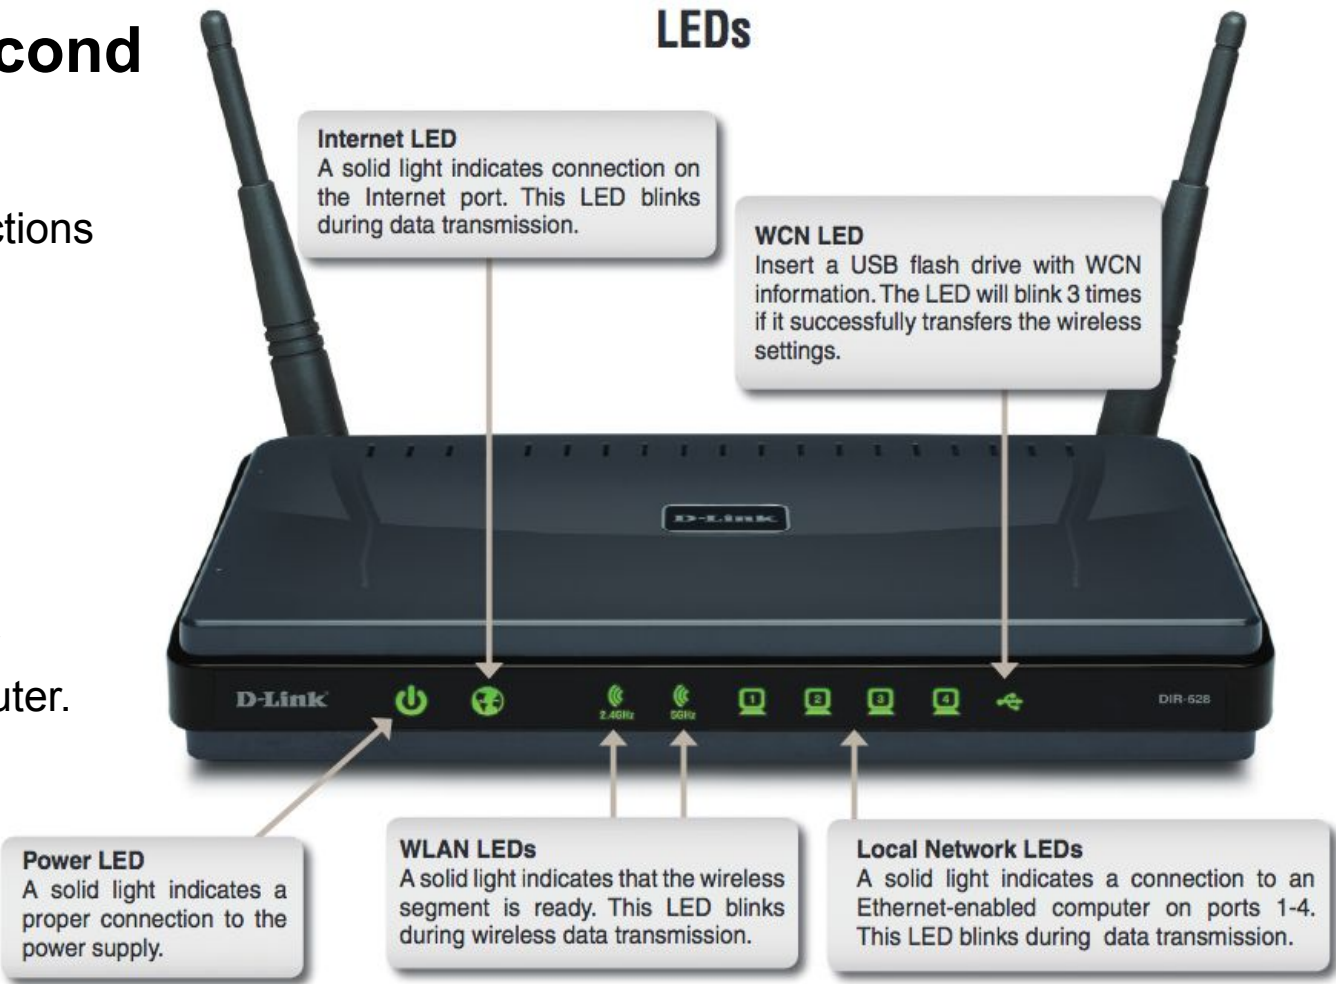 cond
LEDs
ctions
uter.
Internet LED
A solid light indicates connection on
the Internet port. This LED blinks
during data transmission.
WCN LED
Insert a USB flash drive with WCN
information. The LED will blink 3 times
if it successfully transfers the wireless
settings.
D-Link
D-Link
2.4GHz
5GHz
1
2
3
4
DIR-628
Power LED
A solid light indicates a
proper connection to the
power supply.
WLAN LEDs
A solid light indicates that the wireless
segment is ready. This LED blinks
during wireless data transmission.
Local Network LEDs
A solid light indicates a connection to an
Ethernet-enabled computer on ports 1-4.
This LED blinks during data transmission.